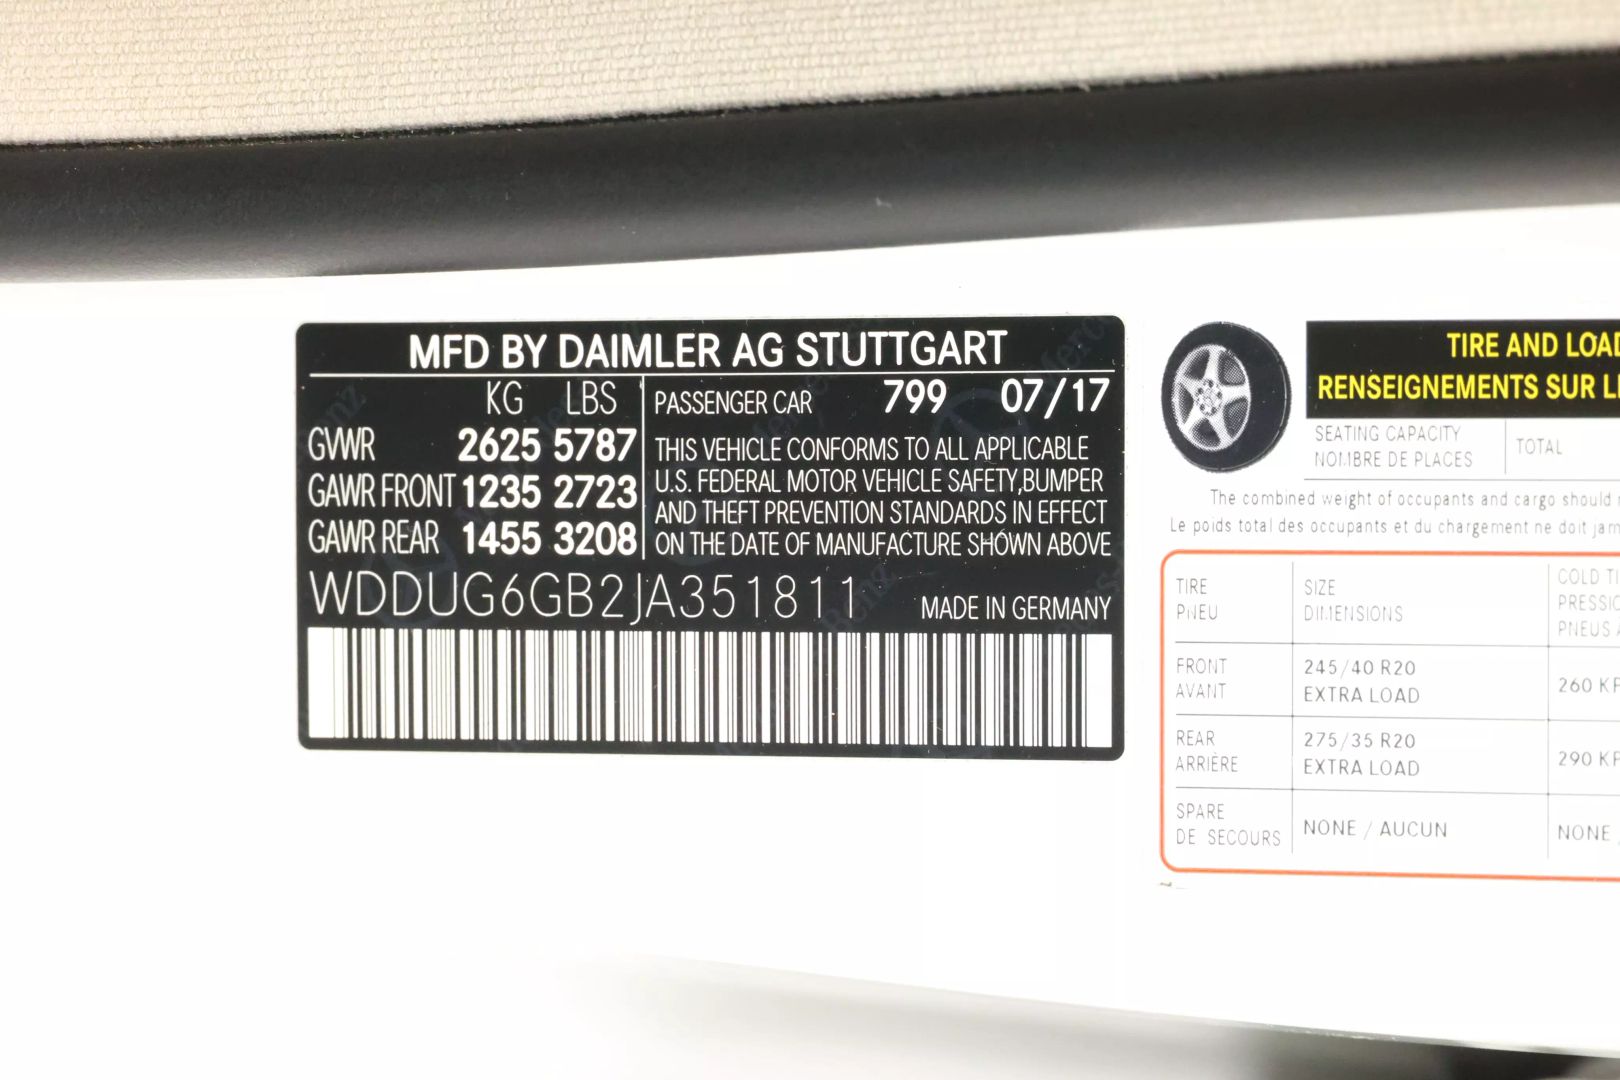 MFD BY DAIMLER AG STUTTGART
KG LBS
GVWR 2625 5787
GAWR FRONT 1235 2723
GAWR REAR 1455 3208
PASSENGER CAR 799 07/17
THIS VEHICLE CONFORMS TO ALL APPLICABLE
U.S. FEDERAL MOTOR VEHICLE SAFETY,BUMPER
AND THEFT PREVENTION STANDARDS IN EFFECT
ON THE DATE OF MANUFACTURE SHOWN ABOVE
WDDUG6GB2JA351811 MADE IN GERMANY
TIRE AND LOAD
RENSEIGNEMENTS SUR
SEATING CAPACITY
NOMBRE DE PLACES
TOTAL
The combined weight of occupants and cargo should
Le poids total des occupants et du chargement ne doit jam
TIRE
PNEU
SIZE
DIMENSIONS
COLD TI
PRESSIO
PNEUS
FRONT
AVANT
245/40 R20
EXTRA LOAD
260
REAR
ARRIÈRE
275/35 R20
EXTRA LOAD
290
SPARE
DE SECOURS
NONE / AUCUN
NONE